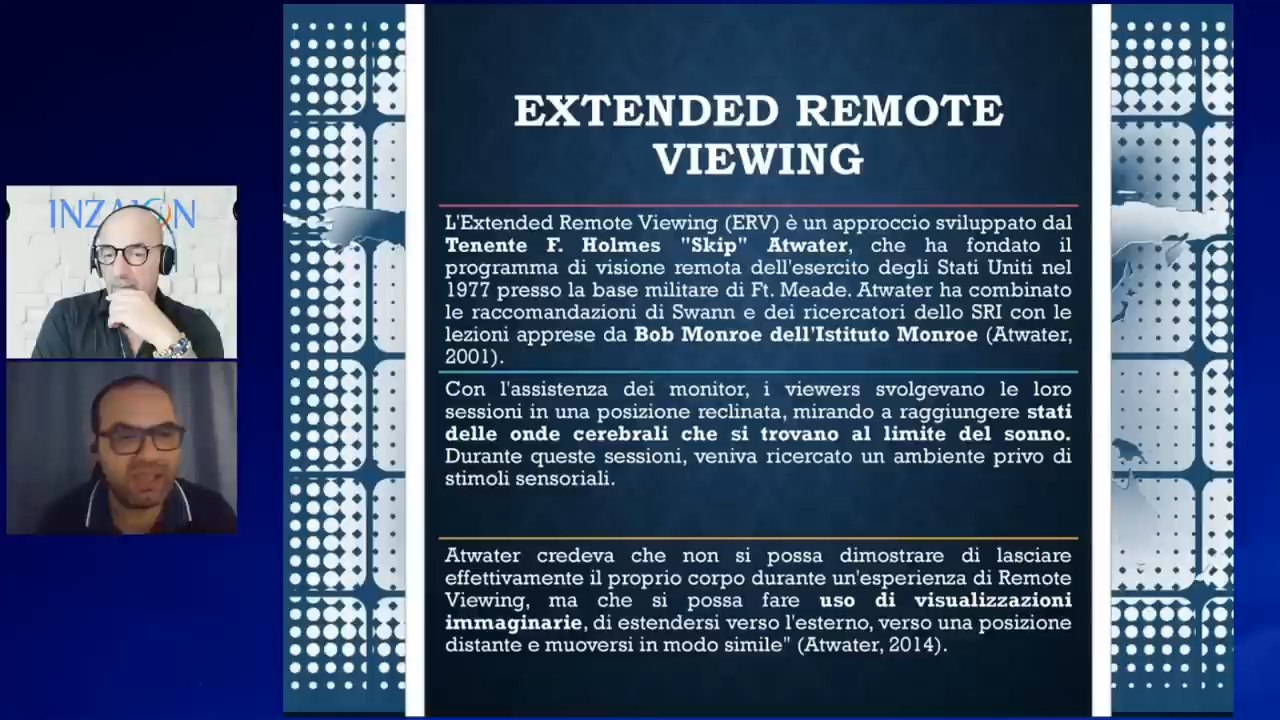 INZAION
EXTENDED REMOTE
VIEWING
L'Extended Remote Viewing (ERV) è un approccio sviluppato dal
Tenente F. Holmes "Skip" Atwater, che ha fondato il
programma di visione remota dell'esercito degli Stati Uniti nel
1977 presso la base militare di Ft. Meade. Atwater ha combinato
le raccomandazioni di Swann e dei ricercatori dello SRI con le
lezioni apprese da Bob Monroe dell'Istituto Monroe (Atwater,
2001).
Con l'assistenza dei monitor, i viewers svolgevano le loro
sessioni in una posizione reclinata, mirando a raggiungere stati
delle onde cerebrali che si trovano al limite del sonno.
Durante queste sessioni, veniva ricercato un ambiente privo di
stimoli sensoriali.
Atwater credeva che non si possa dimostrare di lasciare
effettivamente il proprio corpo durante un'esperienza di Remote
Viewing, ma che si possa fare uso di visualizzazioni
immaginarie, di estendersi verso l'esterno, verso una posizione
distante e muoversi in modo simile" (Atwater, 2014).